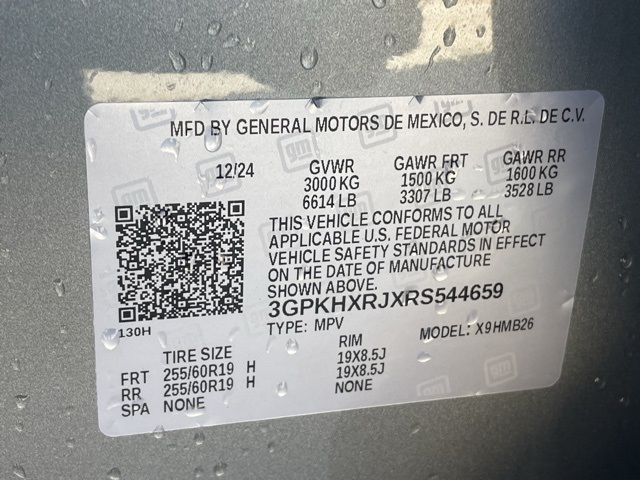 MFD BY GENERAL MOTORS DE MEXICO, S. DE R.L. DE C.V.
12/24 GVWR GAWR FRT GAWR RR
3000 KG 1500 KG 1600 KG
6614 LB 3307 LB 3528 LB
THIS VEHICLE CONFORMS TO ALL
APPLICABLE U.S. FEDERAL MOTOR
VEHICLE SAFETY STANDARDS IN EFFECT
ON THE DATE OF MANUFACTURE
SHOWN ABOVE.
3GPKHXRJXRS544659
130H
TYPE: MPV MODEL: X9HMB26
TIRE SIZE RIM
FRT 255/60R19 H 19X8.5J
RR 255/60R19 H 19X8.5J
SPA NONE NONE
gm